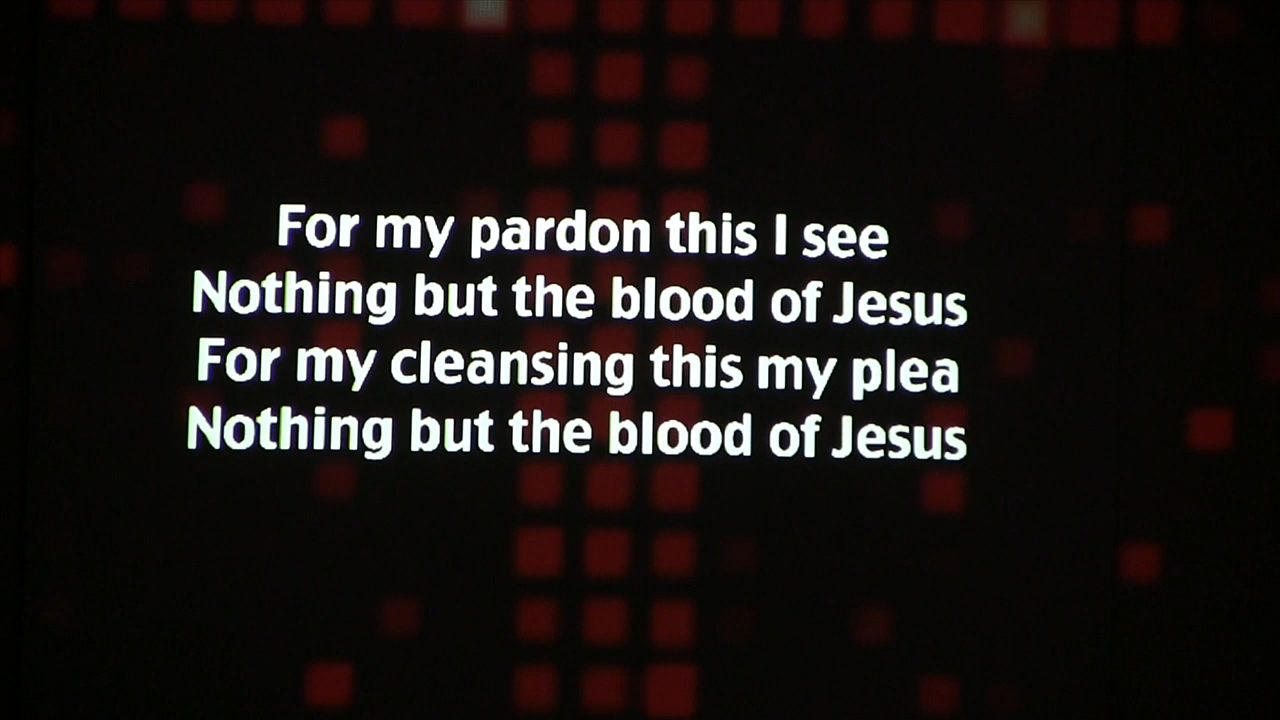 For my pardon this I see
Nothing but the blood of Jesus
For my cleansing this my plea
Nothing but the blood of Jesus